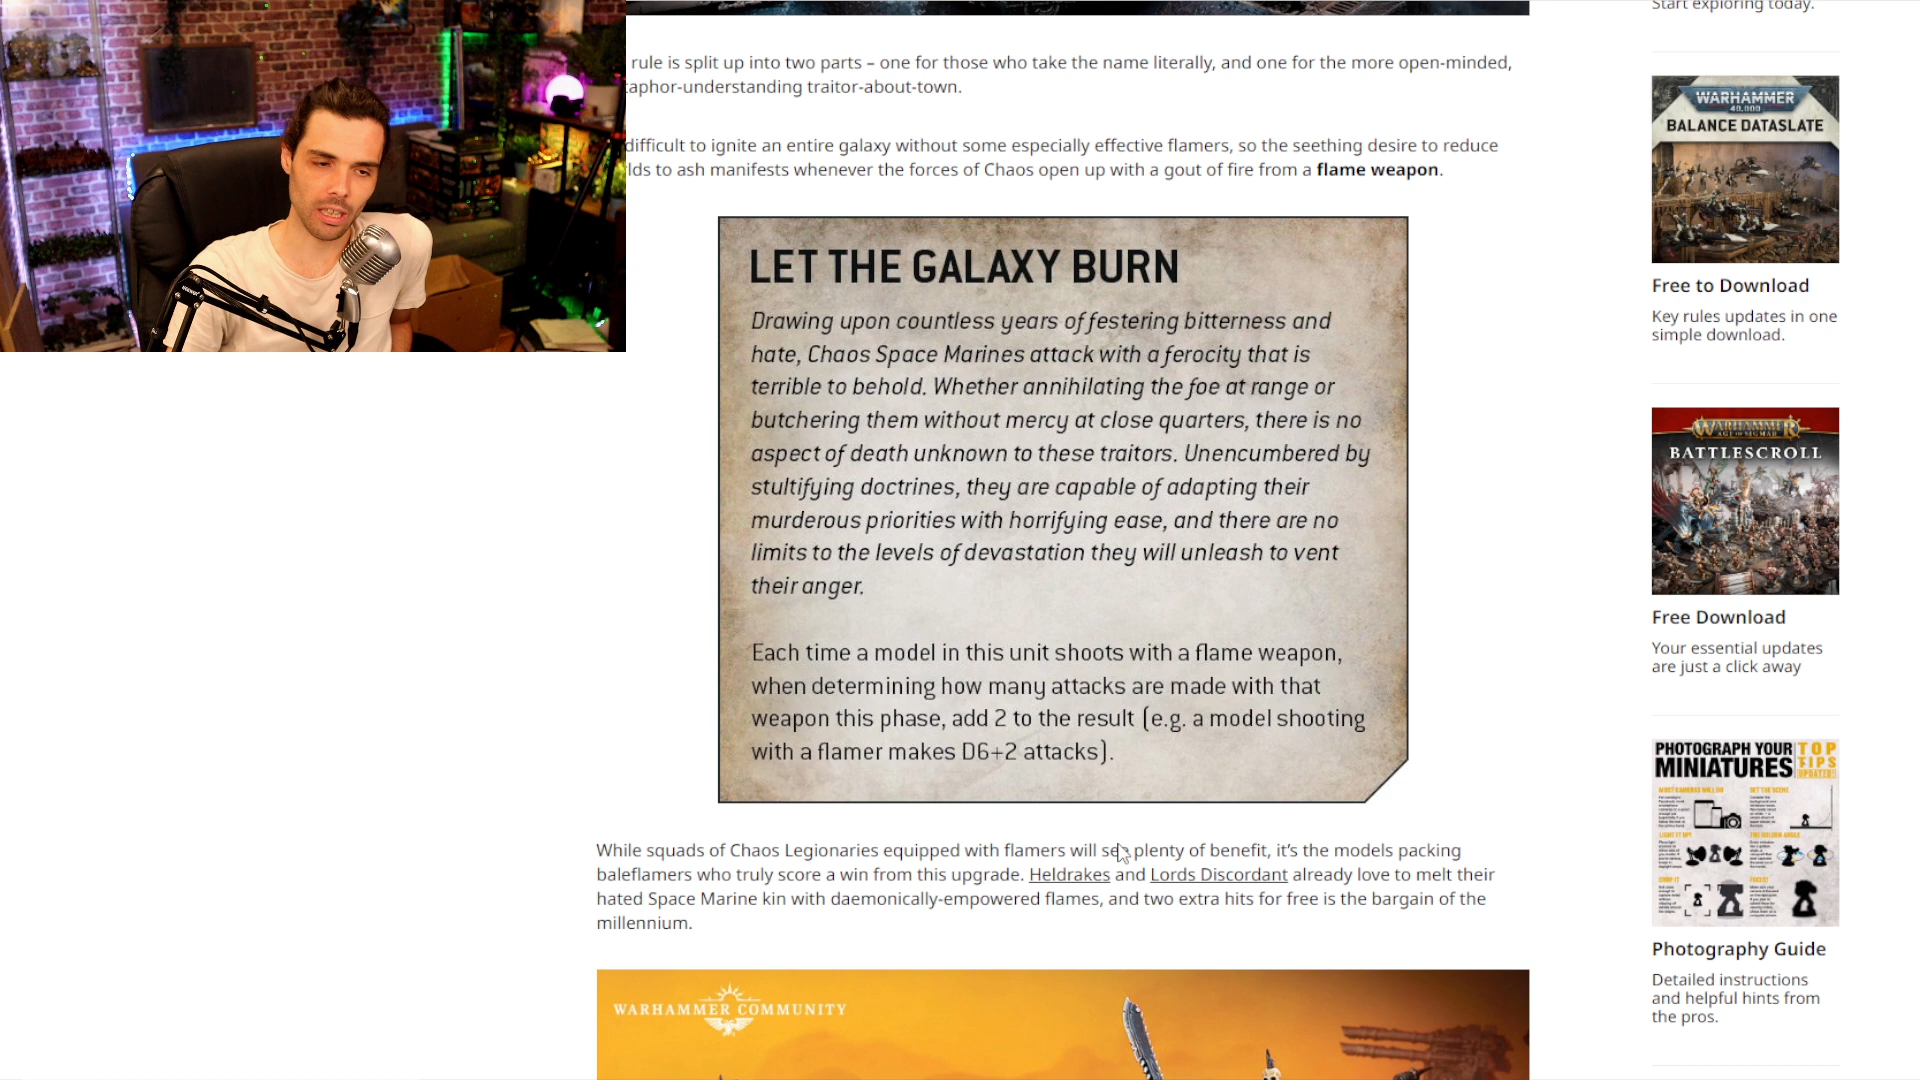 Start exploring today.
rule is split up into two parts – one for those who take the name literally, and one for the more open-minded,
taphor-understanding traitor-about-town.
difficult to ignite an entire galaxy without some especially effective flamers, so the seething desire to reduce
lds to ash manifests whenever the forces of Chaos open up with a gout of fire from a flame weapon.
LET THE GALAXY BURN
Drawing upon countless years of festering bitterness and
hate, Chaos Space Marines attack with a ferocity that is
terrible to behold. Whether annihilating the foe at range or
butchering them without mercy at close quarters, there is no
aspect of death unknown to these traitors. Unencumbered by
stultifying doctrines, they are capable of adapting their
murderous priorities with horrifying ease, and there are no
limits to the levels of devastation they will unleash to vent
their anger.
Each time a model in this unit shoots with a flame weapon,
when determining how many attacks are made with that
weapon this phase, add 2 to the result (e.g. a model shooting
with a flamer makes D6+2 attacks).
While squads of Chaos Legionaries equipped with flamers will see plenty of benefit, it's the models packing
baleflamers who truly score a win from this upgrade. Heldrakes and Lords Discordant already love to melt their
hated Space Marine kin with daemonically-empowered flames, and two extra hits for free is the bargain of the
millennium.
WARHAMMER COMMUNITY
WARHAMMER
40,000
BALANCE DATASLATE
Free to Download
Key rules updates in one
simple download.
WARHAMMER
AGE OF SIGMAR
BATTLESCROLL
Free Download
Your essential updates
are just a click away
PHOTOGRAPH YOUR MINIATURES
TOP TIPS
UPDATED!
Photography Guide
Detailed instructions
and helpful hints from
the pros.